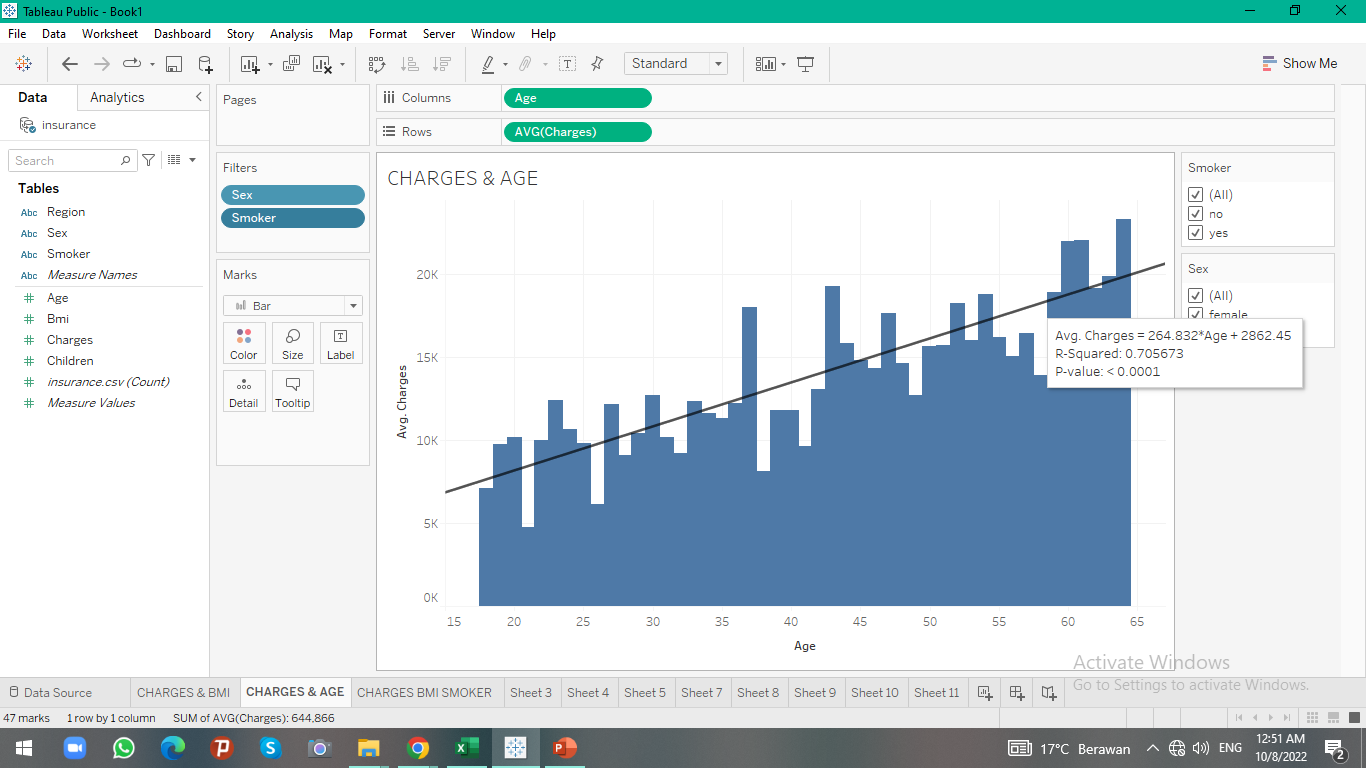 Tableau Public - Book1
File Data Worksheet Dashboard Story Analysis Map Format Server Window Help
Standard
Show Me
Data Analytics
insurance
Search
Tables
Abc Region
Abc Sex
Abc Smoker
Abc Measure Names
Age
Bmi
Charges
Children
insurance.csv (Count)
Measure Values
Pages
Filters
Sex
Smoker
Marks
Bar
Color Size Label
Detail Tooltip
Columns Age
Rows AVG(Charges)
CHARGES & AGE
Avg. Charges
20K
15K
10K
5K
0K
15 20 25 30 35 40 45 50 55 60 65
Age
Smoker
(All)
no
yes
Sex
(All)
female
Avg. Charges = 264.832*Age + 2862.45
R-Squared: 0.705673
P-value: < 0.0001
Activate Windows
Go to Settings to activate Windows.
Data Source CHARGES & BMI CHARGES & AGE CHARGES BMI SMOKER Sheet 3 Sheet 4 Sheet 5 Sheet 7 Sheet 8 Sheet 9 Sheet 10 Sheet 11
47 marks 1 row by 1 column SUM of AVG(Charges): 644,866
17°C Berawan ENG
12:51 AM
10/8/2022
2